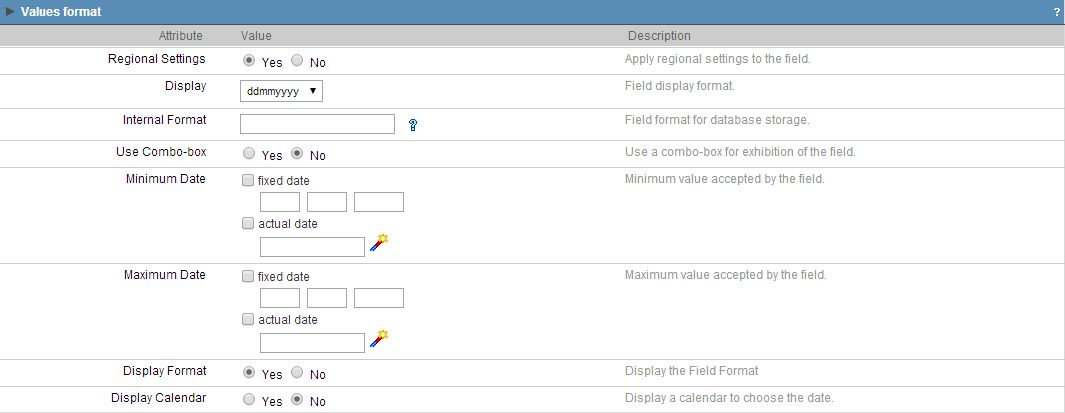 Values format ?
Attribute Value Description
Regional Settings Yes No Apply regional settings to the field.
Display ddmmyyyy Field display format.
Internal Format ? Field format for database storage.
Use Combo-box Yes No Use a combo-box for exhibition of the field.
Minimum Date fixed date Minimum value accepted by the field.
actual date
Maximum Date fixed date Maximum value accepted by the field.
actual date
Display Format Yes No Display the Field Format
Display Calendar Yes No Display a calendar to choose the date.